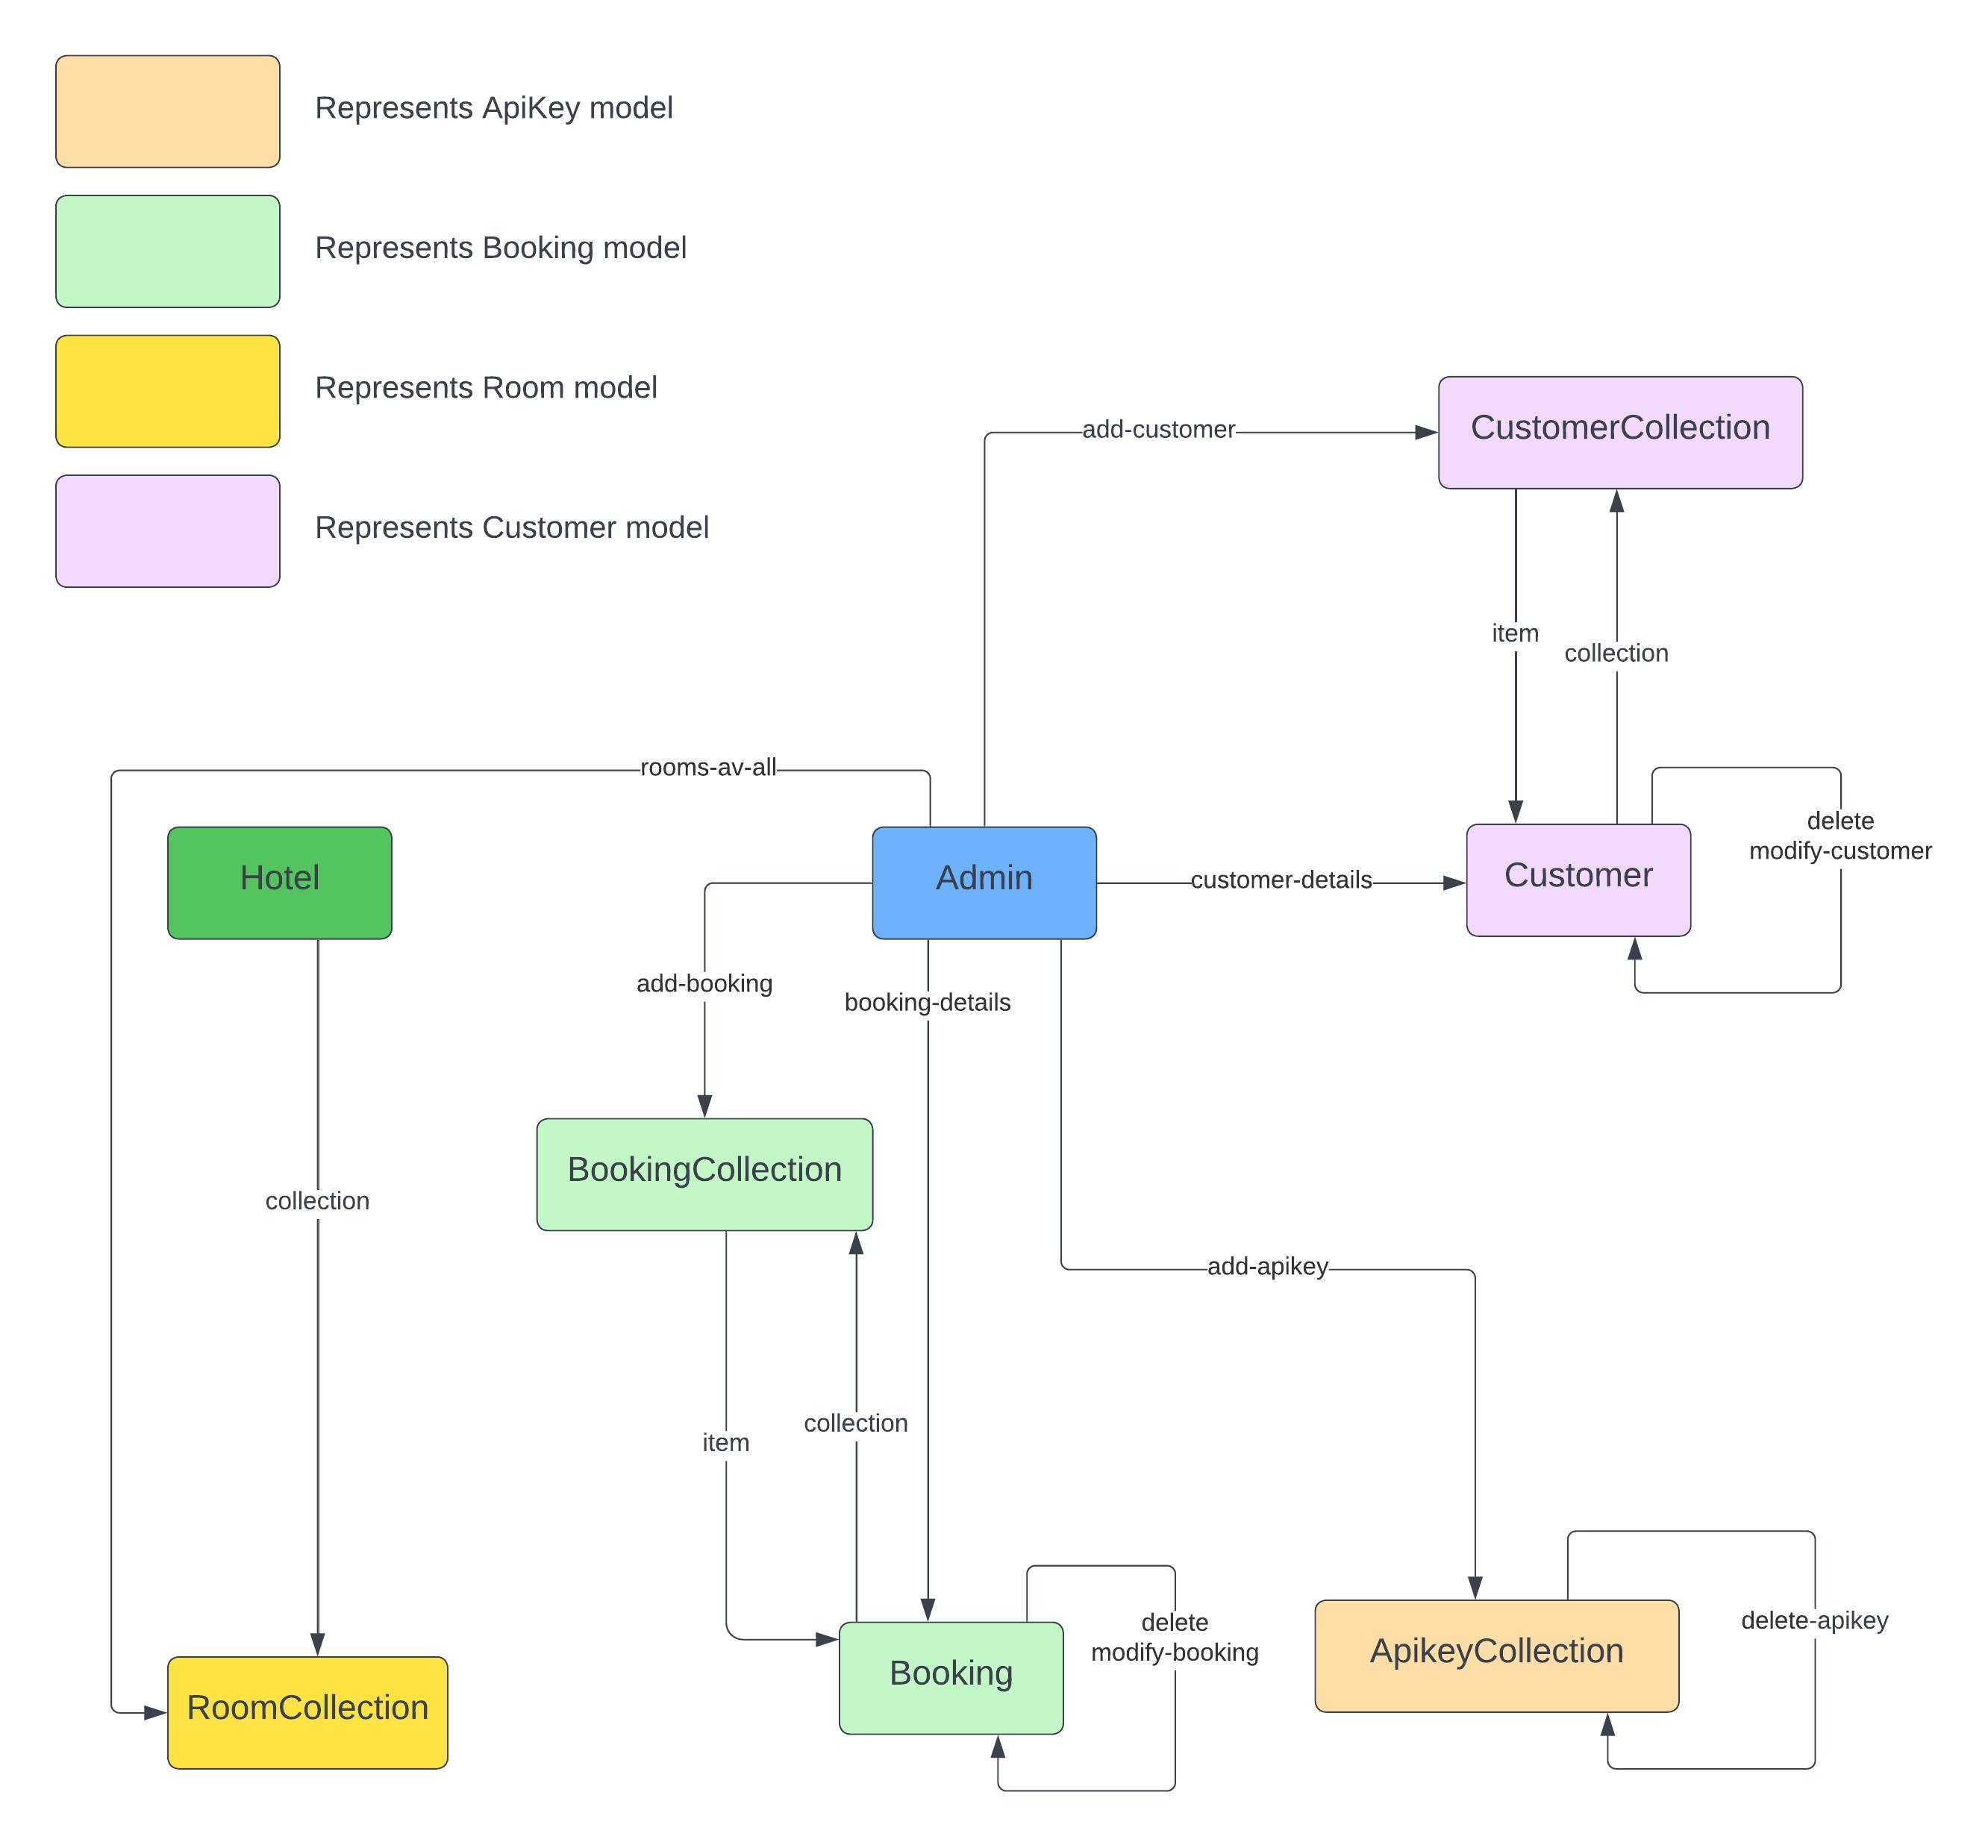 Represents ApiKey model
Represents Booking model
Represents Room model
Represents Customer model
CustomerCollection
add-customer
item
collection
rooms-av-all
Hotel
Admin
customer-details
Customer
delete
modify-customer
add-booking
booking-details
BookingCollection
collection
add-apikey
collection
item
delete
modify-booking
delete-apikey
ApikeyCollection
Booking
RoomCollection